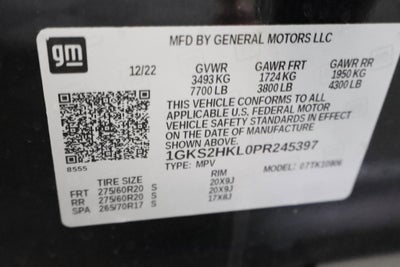 gm
MFD BY GENERAL MOTORS LLC
12/22 GVWR GAWR FRT GAWR RR
3493 KG 1724 KG 1950 KG
7700 LB 3800 LB 4300 LB
THIS VEHICLE CONFORMS TO ALL
APPLICABLE U.S. FEDERAL MOTOR
VEHICLE SAFETY STANDARDS IN EFFECT
ON THE DATE OF MANUFACTURE SHOWN ABOVE.
1GKS2HKL0PR245397
8555 TYPE: MPV MODEL: 07TK10906
TIRE SIZE RIM
FRT 275/60R20 S 20X9J
RR 275/60R20 S 20X9J
SPA 265/70R17 S 17X8J